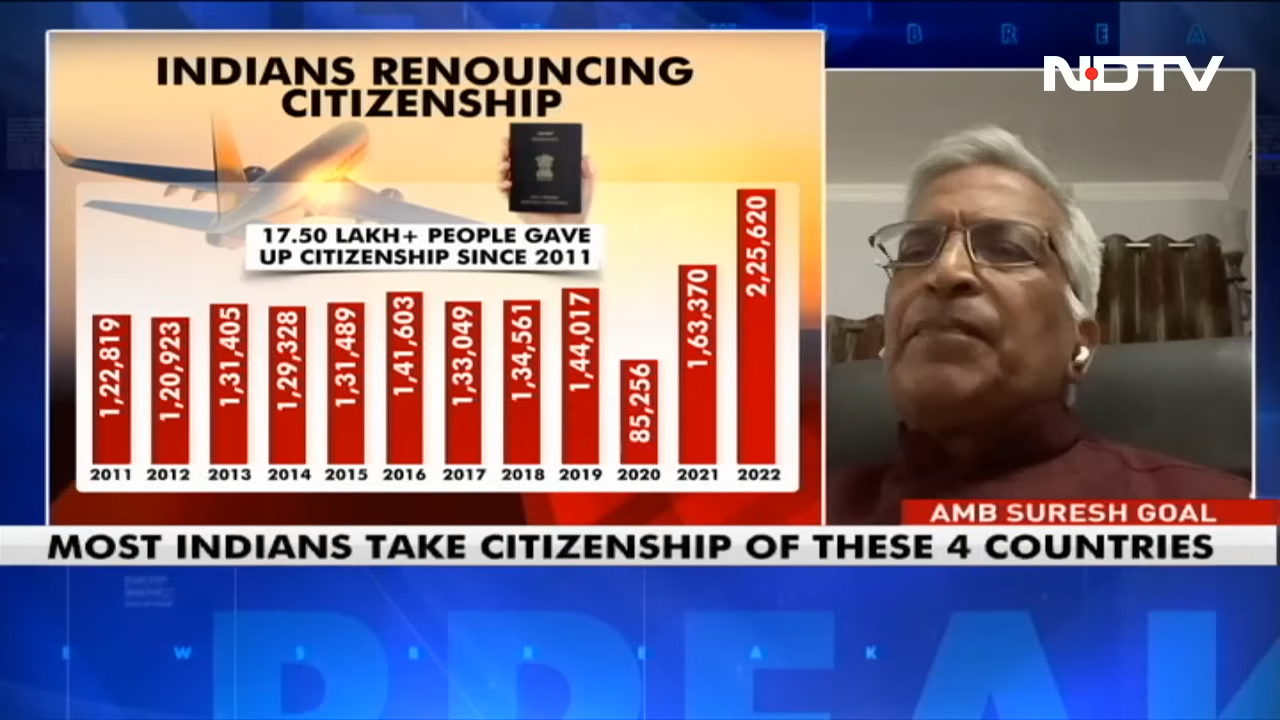 INDIANS RENOUNCING
CITIZENSHIP
17.50 LAKH+ PEOPLE GAVE
UP CITIZENSHIP SINCE 2011
1,22,819
1,20,923
1,31,405
1,29,328
1,31,489
1,41,603
1,33,049
1,34,561
1,44,017
85,256
1,63,370
2,25,620
2011 2012 2013 2014 2015 2016 2017 2018 2019 2020 2021 2022
NDTV
AMB SURESH GOAL
MOST INDIANS TAKE CITIZENSHIP OF THESE 4 COUNTRIES
B R E A
W S B R E A K
BREAK